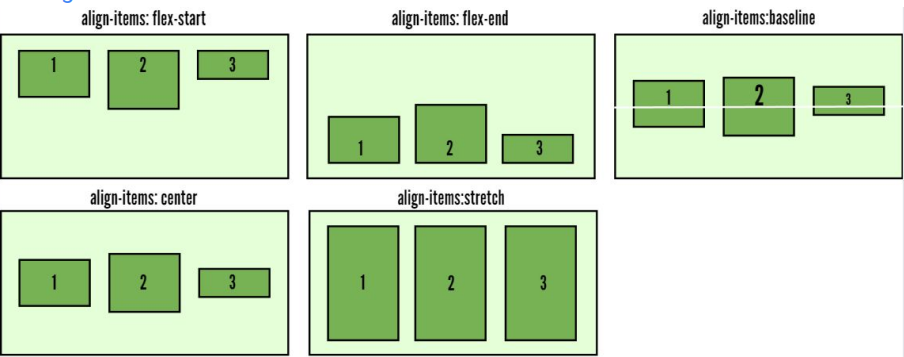 align-items: flex-start
1 2 3
align-items: flex-end
1 2 3
align-items:baseline
1 2 3
align-items: center
1 2 3
align-items:stretch
1 2 3